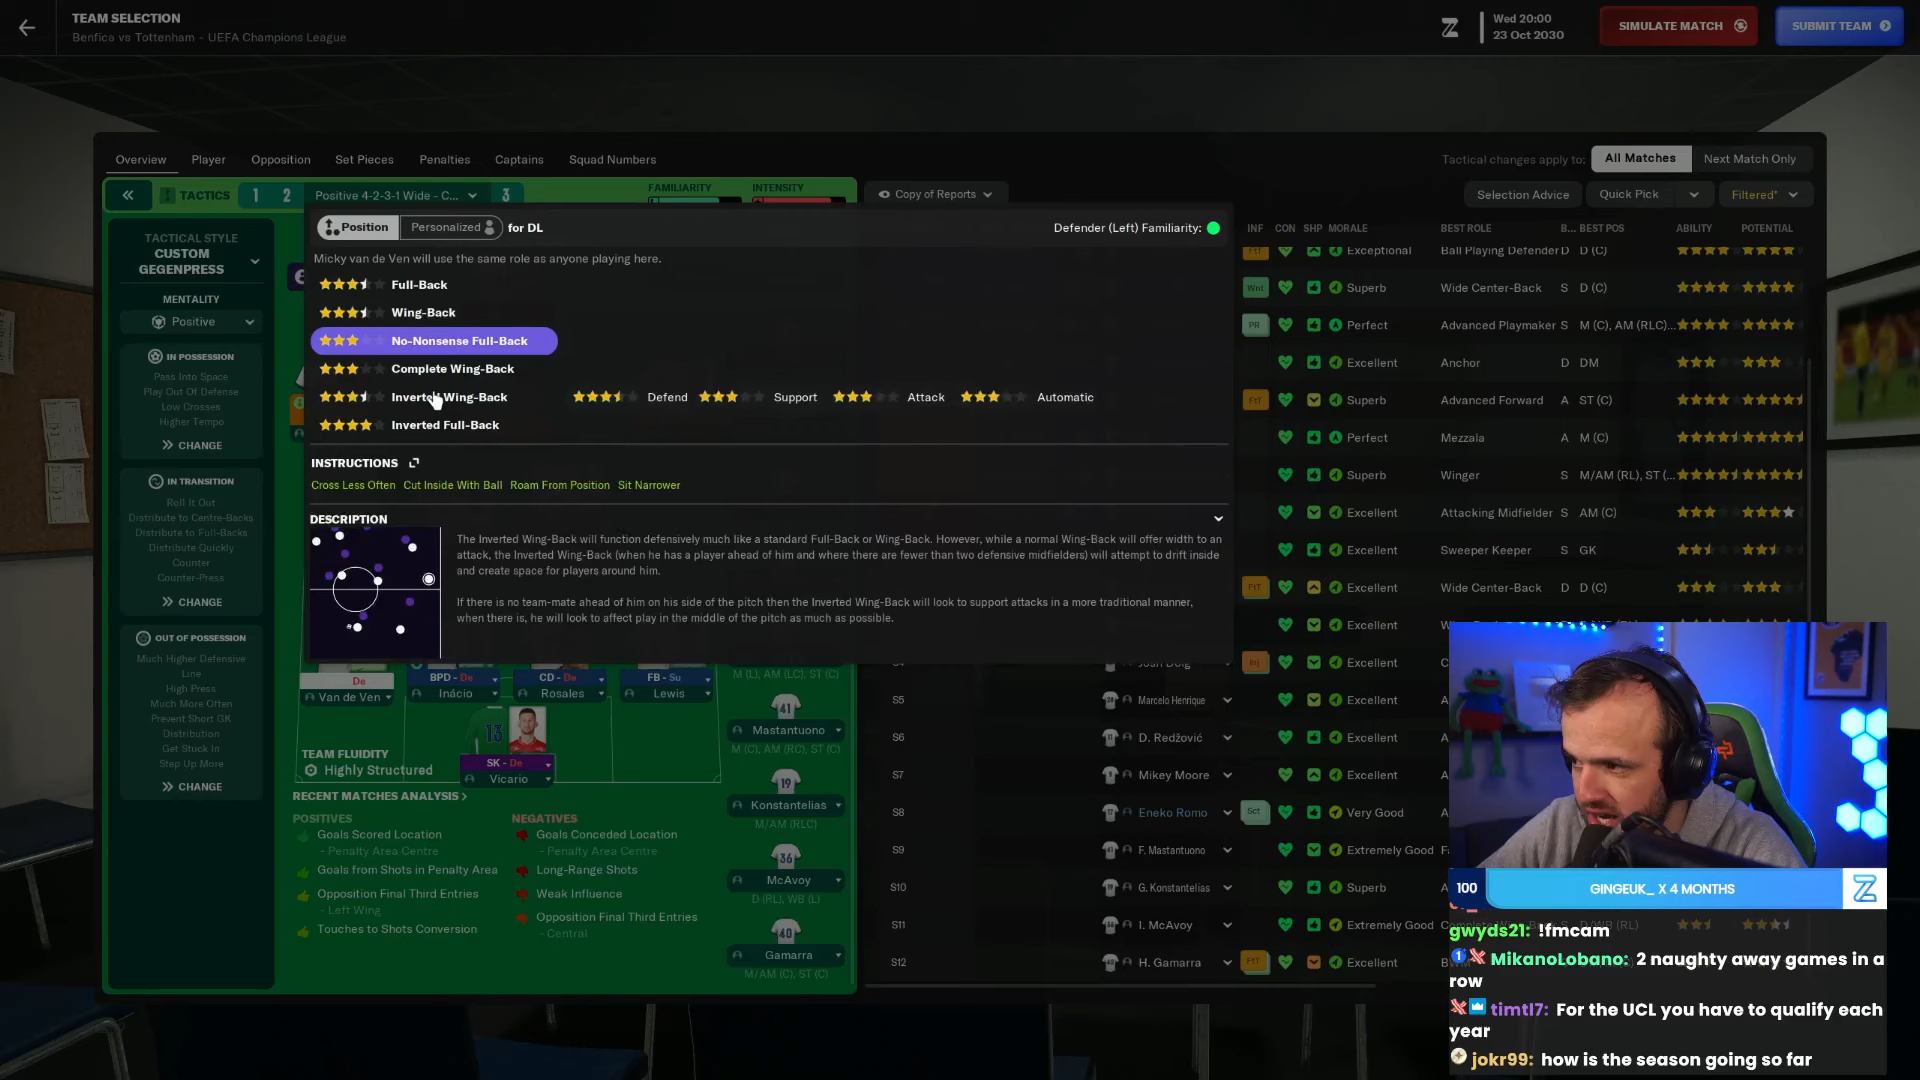 TEAM SELECTION
Benfica vs Tottenham - UEFA Champions League
Wed 20:00
23 Oct 2030
SIMULATE MATCH
SUBMIT TEAM
Overview Player Opposition Set Pieces Penalties Captains Squad Numbers
Tactical changes apply to: All Matches Next Match Only
TACTICS 1 2 Positive 4-2-3-1 Wide - C... 3
FAMILIARITY INTENSITY
Copy of Reports
Selection Advice Quick Pick Filtered*
TACTICAL STYLE
CUSTOM
GEGENPRESS
MENTALITY
Positive
IN POSSESSION
Pass Into Space
Play Out Of Defense
Low Crosses
Higher Tempo
CHANGE
IN TRANSITION
Roll It Out
Distribute to Centre-Backs
Distribute to Full-Backs
Distribute Quickly
Counter
Counter-Press
CHANGE
OUT OF POSSESSION
Much Higher Defensive
Line
High Press
Much More Often
Prevent Short GK
Distribution
Get Stuck In
Step Up More
CHANGE
Position Personalized for DL
Defender (Left) Familiarity:
Micky van de Ven will use the same role as anyone playing here.
Full-Back
Wing-Back
No-Nonsense Full-Back
Complete Wing-Back
Inverted Wing-Back Defend Support Attack Automatic
Inverted Full-Back
INSTRUCTIONS
Cross Less Often Cut Inside With Ball Roam From Position Sit Narrower
DESCRIPTION
The Inverted Wing-Back will function defensively much like a standard Full-Back or Wing-Back. However, while a normal Wing-Back will offer width to an
attack, the Inverted Wing-Back (when he has a player ahead of him and where there are fewer than two defensive midfielders) will attempt to drift inside
and create space for players around him.
If there is no team-mate ahead of him on his side of the pitch then the Inverted Wing-Back will look to support attacks in a more traditional manner,
when there is, he will look to affect play in the middle of the pitch as much as possible.
De BPD - De CD - De FB - Su
Van de Ven Inácio Rosales Lewis
13
SK - De
Vicario
TEAM FLUIDITY
Highly Structured
RECENT MATCHES ANALYSIS >
POSITIVES
Goals Scored Location
- Penalty Area Centre
Goals from Shots in Penalty Area
Opposition Final Third Entries
- Left Wing
Touches to Shots Conversion
NEGATIVES
Goals Conceded Location
- Penalty Area Centre
Long-Range Shots
Weak Influence
Opposition Final Third Entries
- Central
M (L), AM (LC), ST (C)
41
Mastantuono
M (C), AM (RC), ST (C)
19
Konstantelias
M/AM (RLC)
36
McAvoy
D (RL), WB (L)
40
Gamarra
M/AM (C), ST (C)
INF CON SHP MORALE BEST ROLE B... BEST POS ABILITY POTENTIAL
Exceptional Ball Playing Defender D D (C)
Wnt Superb Wide Center-Back S D (C)
PR Perfect Advanced Playmaker S M (C), AM (RLC)...
Excellent Anchor D DM
FtT Superb Advanced Forward A ST (C)
Perfect Mezzala A M (C)
Superb Winger S M/AM (RL), ST (...
Excellent Attacking Midfielder S AM (C)
Excellent Sweeper Keeper S GK
FtT Excellent Wide Center-Back D D (C)
Excellent
Inj Excellent
S5 Marcelo Henrique Excellent
S6 D. Redžović Excellent
S7 Mikey Moore Excellent
S8 Eneko Romo Sct Very Good
S9 F. Mastantuono Extremely Good
S10 G. Konstantelias Superb
S11 I. McAvoy Extremely Good Complete Wing-Back S D/WB (RL)
S12 H. Gamarra FtT Excellent
100 GINGEUK_ X 4 MONTHS
gwyds21: !fmcam
MikanoLobano: 2 naughty away games in a
row
timtl7: For the UCL you have to qualify each
year
jokr99: how is the season going so far